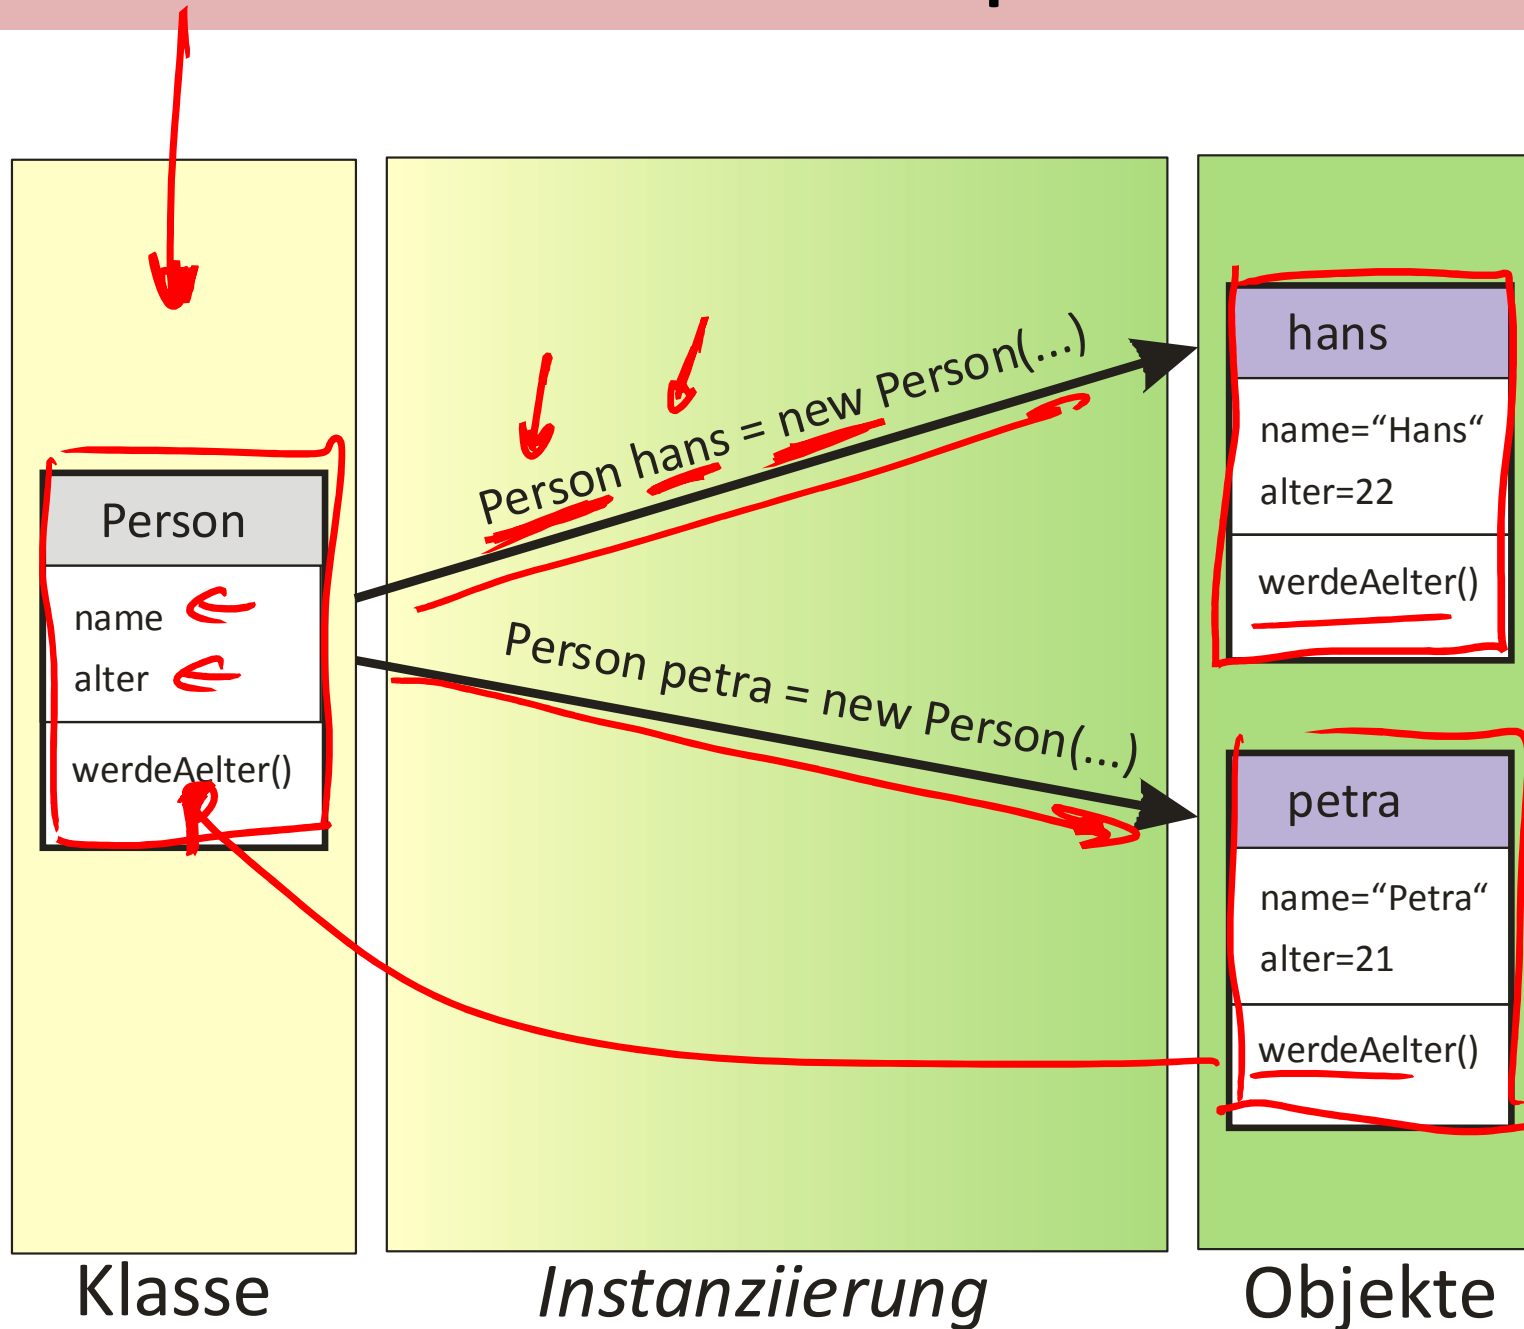 Person
name
alter
werdeAelter()
Person hans = new Person(...)
Person petra = new Person(...)
hans
name="Hans“
alter=22
werdeAelter()
petra
name="Petra“
alter=21
werdeAelter()
Klasse
Instanziierung
Objekte